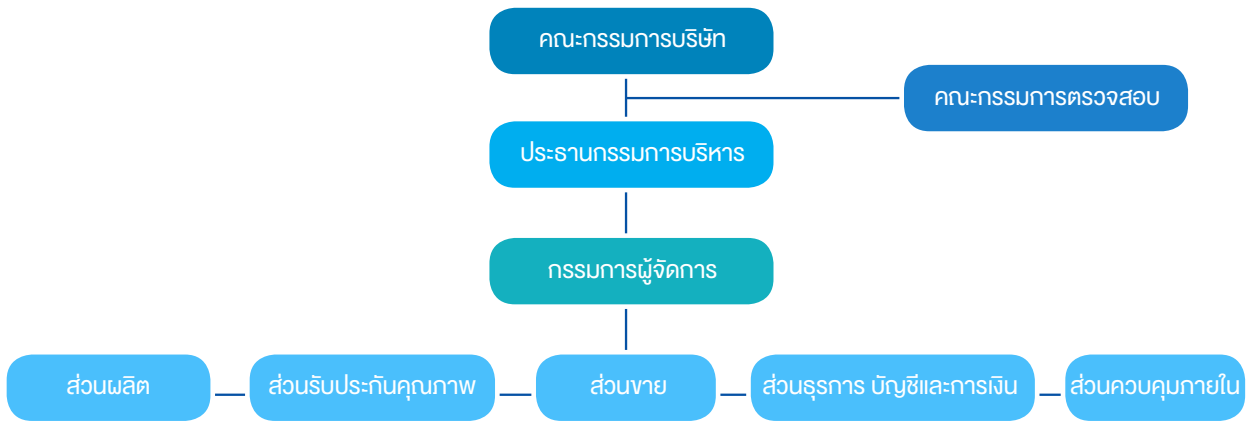 คณะกรรมการบริษัท
คณะกรรมการตรวจสอบ
ประธานกรรมการบริหาร
กรรมการผู้จัดการ
ส่วนผลิต
ส่วนรับประกันคุณภาพ
ส่วนขาย
ส่วนธุรการ บัญชีและการเงิน
ส่วนควบคุมภายใน